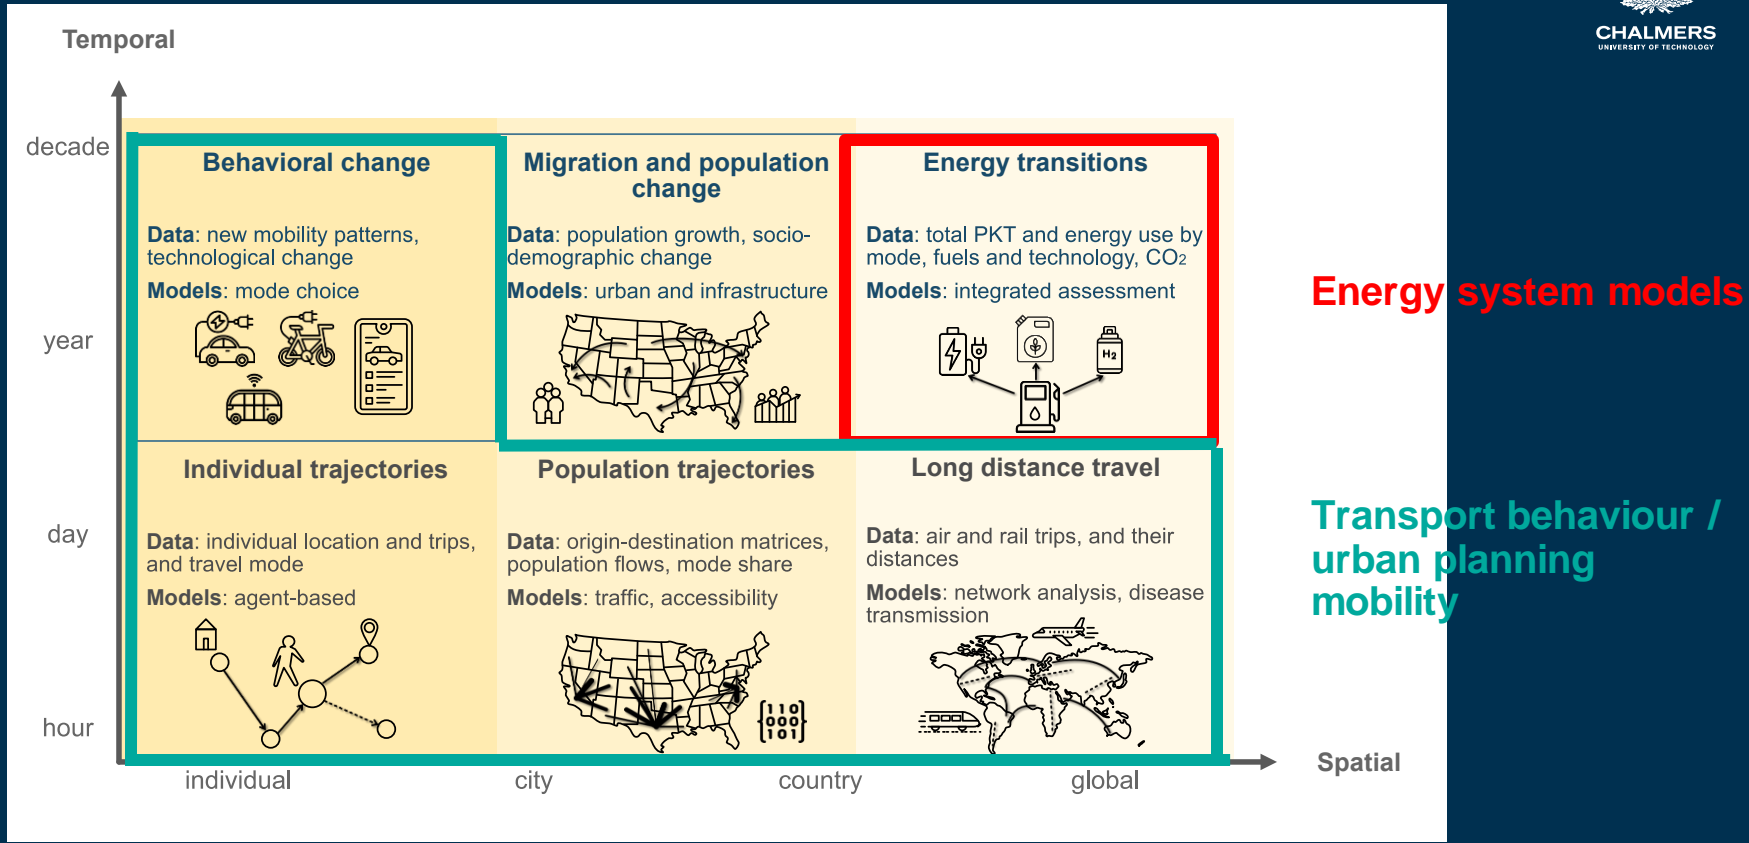 CHALMERS
UNIVERSITY OF TECHNOLOGY
Temporal
decade
year
day
hour
Behavioral change
Data: new mobility patterns,
technological change
Models: mode choice
Migration and population
change
Data: population growth, socio-
demographic change
Models: urban and infrastructure
Energy transitions
Data: total PKT and energy use by
mode, fuels and technology, CO2
Models: integrated assessment
H2
Energy system models
Individual trajectories
Data: individual location and trips,
and travel mode
Models: agent-based
Population trajectories
Data: origin-destination matrices,
population flows, mode share
Models: traffic, accessibility
110
000
101
Long distance travel
Data: air and rail trips, and their
distances
Models: network analysis, disease
transmission
Transport behaviour /
urban planning
mobility
Spatial
individual
city
country
global